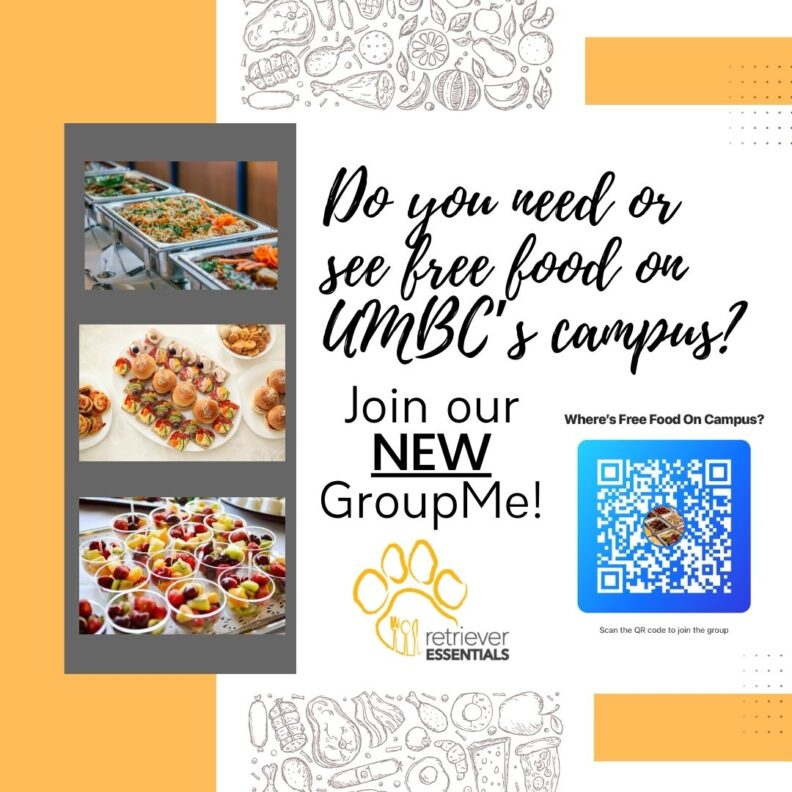 Do you need or
see free food on
UMBC's campus?
Join our
NEW
GroupMe!
Where's Free Food On Campus?
Scan the QR code to join the group
retriever
ESSENTIALS